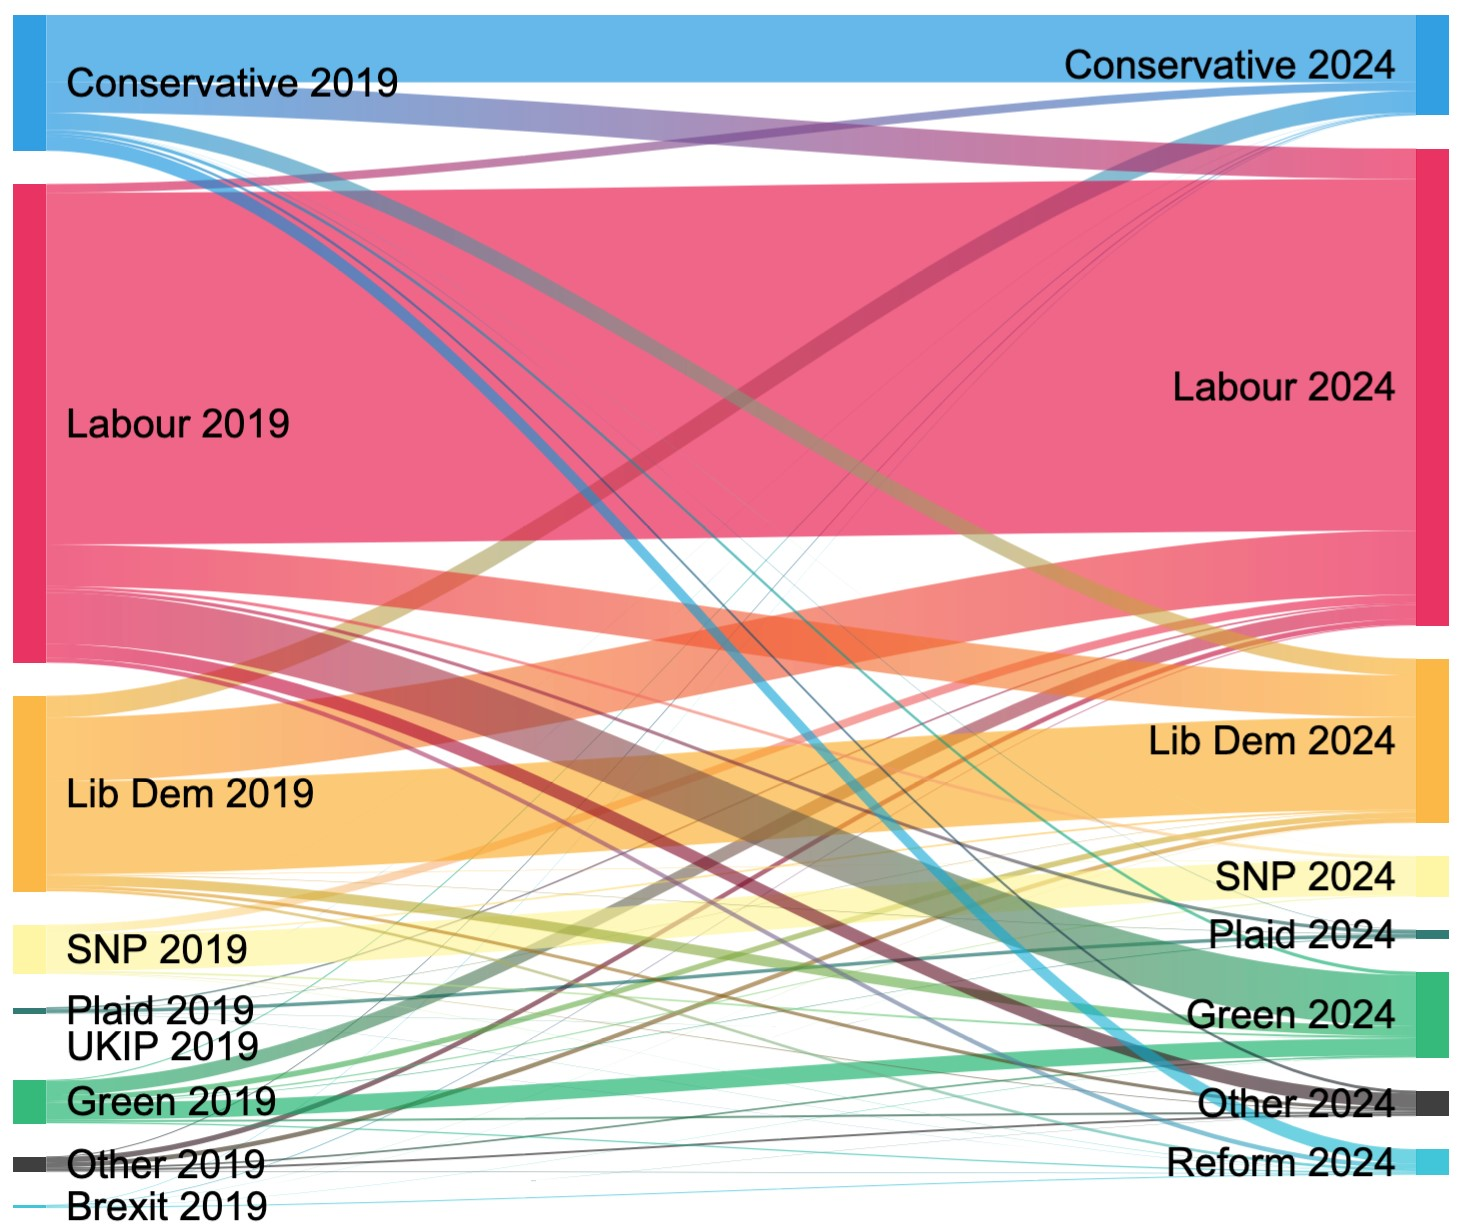 Conservative 2019
Labour 2019
Lib Dem 2019
SNP 2019
Plaid 2019
UKIP 2019
Green 2019
Other 2019
Brexit 2019
Conservative 2024
Labour 2024
Lib Dem 2024
SNP 2024
Plaid 2024
Green 2024
Other 2024
Reform 2024